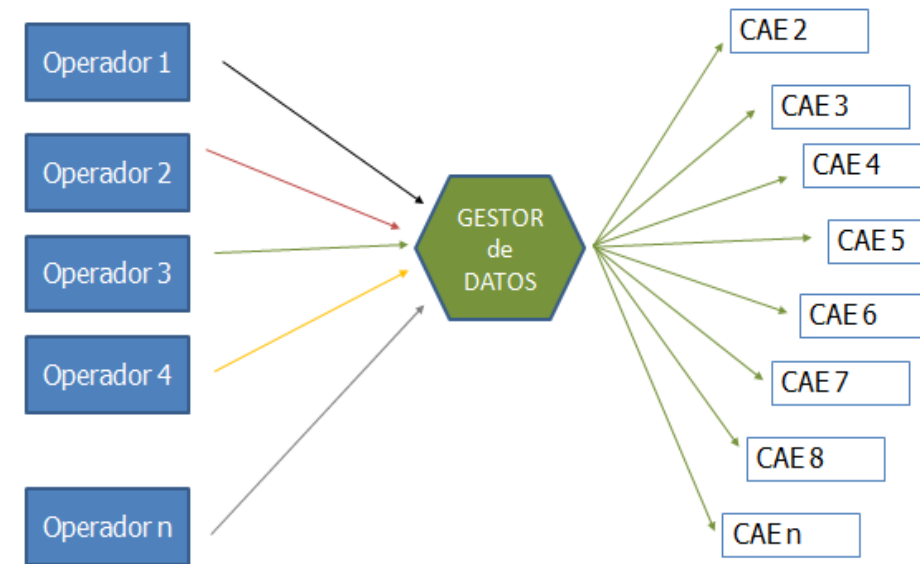 Operador 1
Operador 2
Operador 3
Operador 4
Operador n
GESTOR
de
DATOS
CAE 2
CAE 3
CAE 4
CAE 5
CAE 6
CAE 7
CAE 8
CAE n